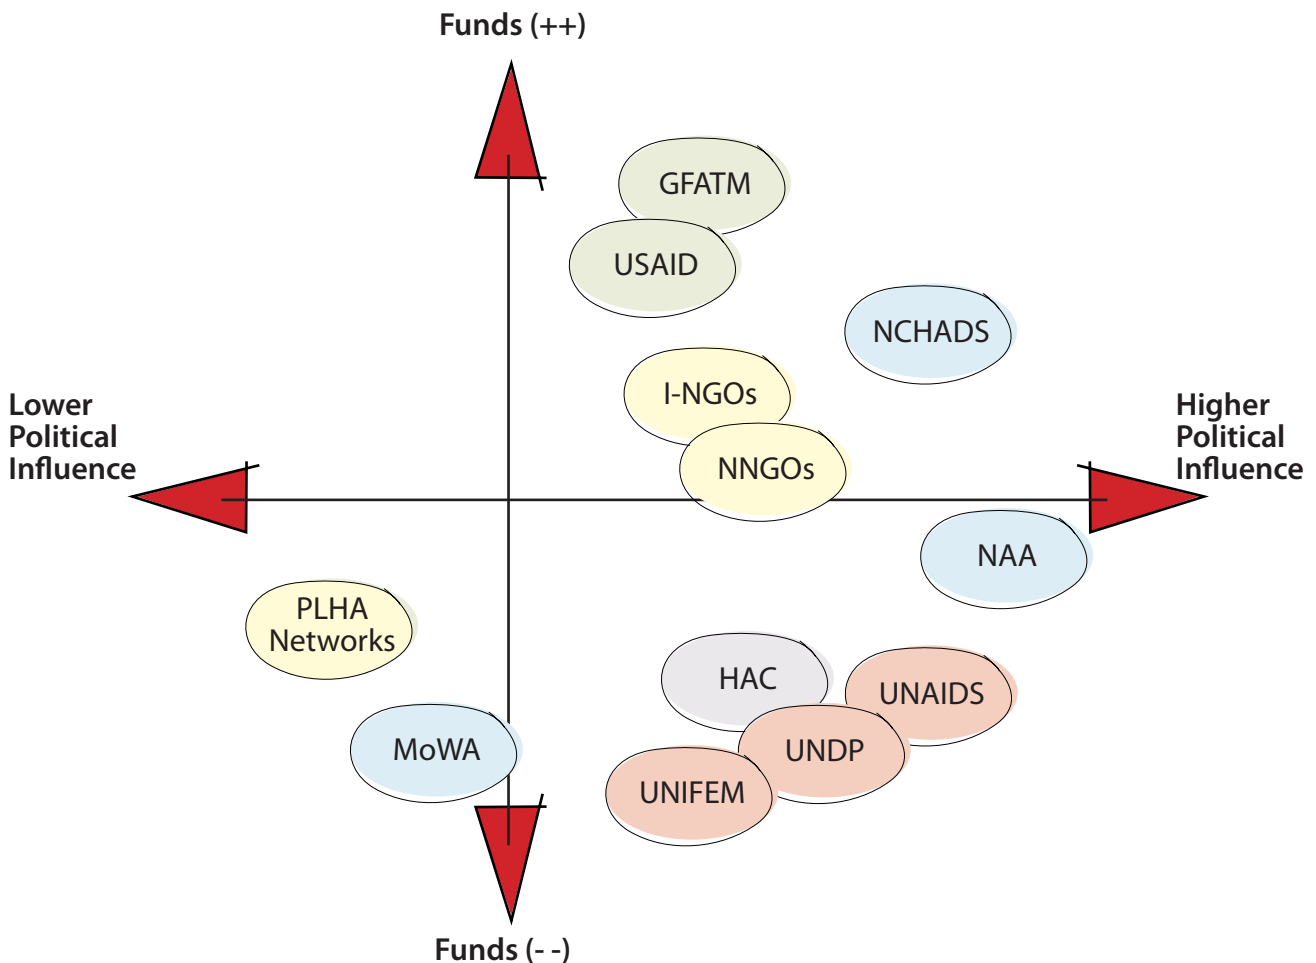 Funds (++)
GFATM
USAID
NCHADS
I-NGOs
Lower
Political
Influence
Higher
Political
Influence
NNGOs
NAA
PLHA
Networks
HAC
UNAIDS
MoWA
UNDP
UNIFEM
Funds (- -)